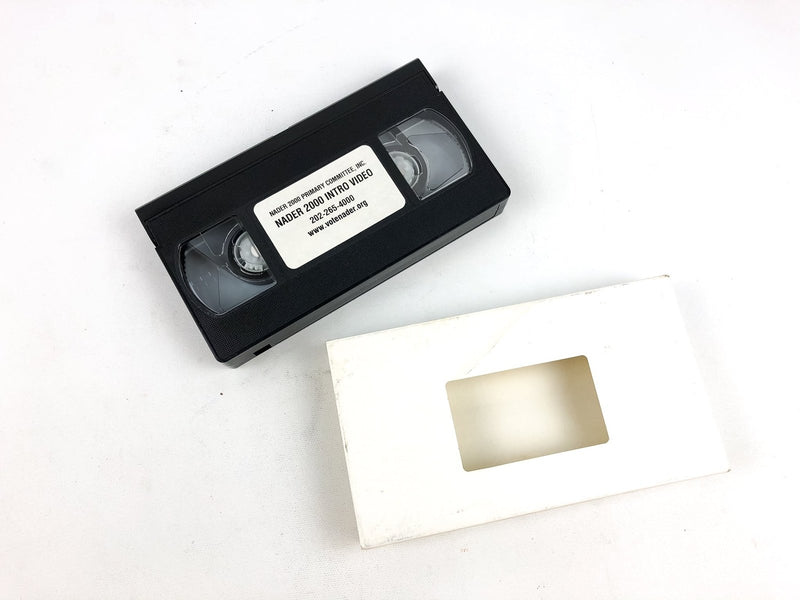 NADER 2000 PRIMARY COMMITTEE, INC.
NADER 2000 INTRO VIDEO
202-265-4000
www.votenader.org